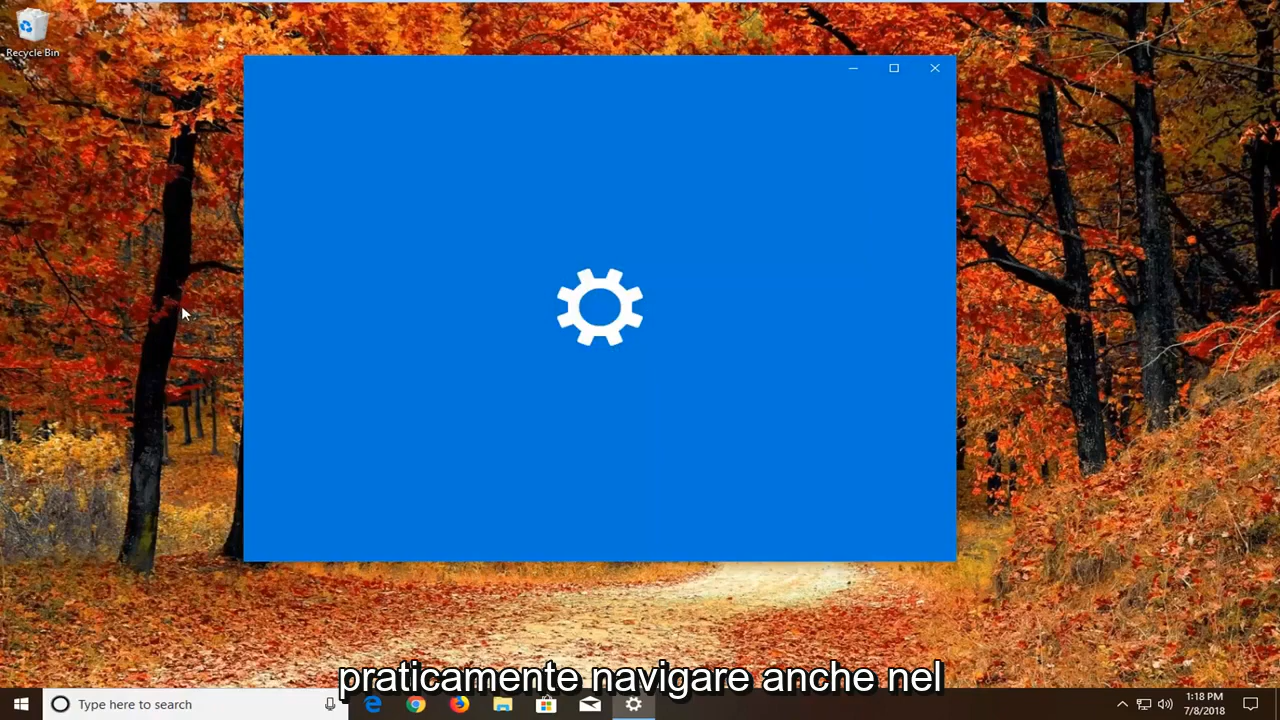 Recycle Bin
praticamente navigare anche nel
Type here to search
1:18 PM
7/8/2018